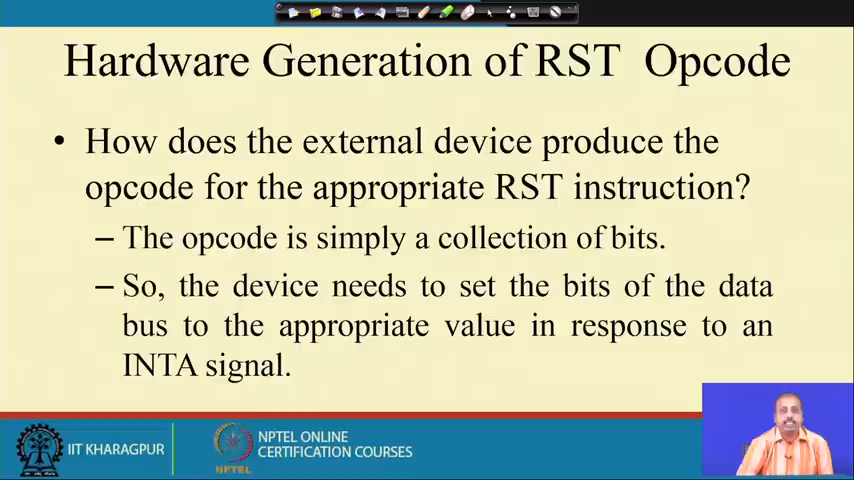 Hardware Generation of RST Opcode
• How does the external device produce the
opcode for the appropriate RST instruction?
– The opcode is simply a collection of bits.
– So, the device needs to set the bits of the data
bus to the appropriate value in response to an
INTA signal.
IIT KHARAGPUR
NPTEL ONLINE
CERTIFICATION COURSES
NPTEL